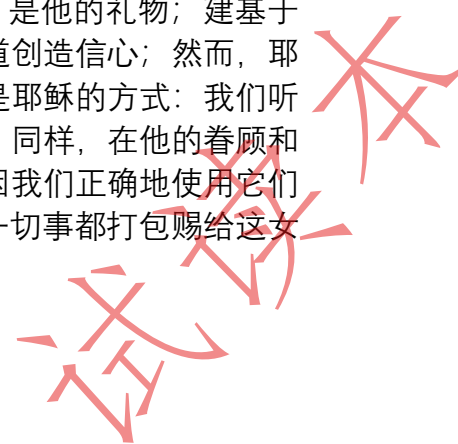 是他的礼物；建基于
道创造信心；然而，耶
是耶稣的方式：我们听
同样，在他的眷顾和
因我们正确地使用它们
一切事都打包赐给这女
试读本